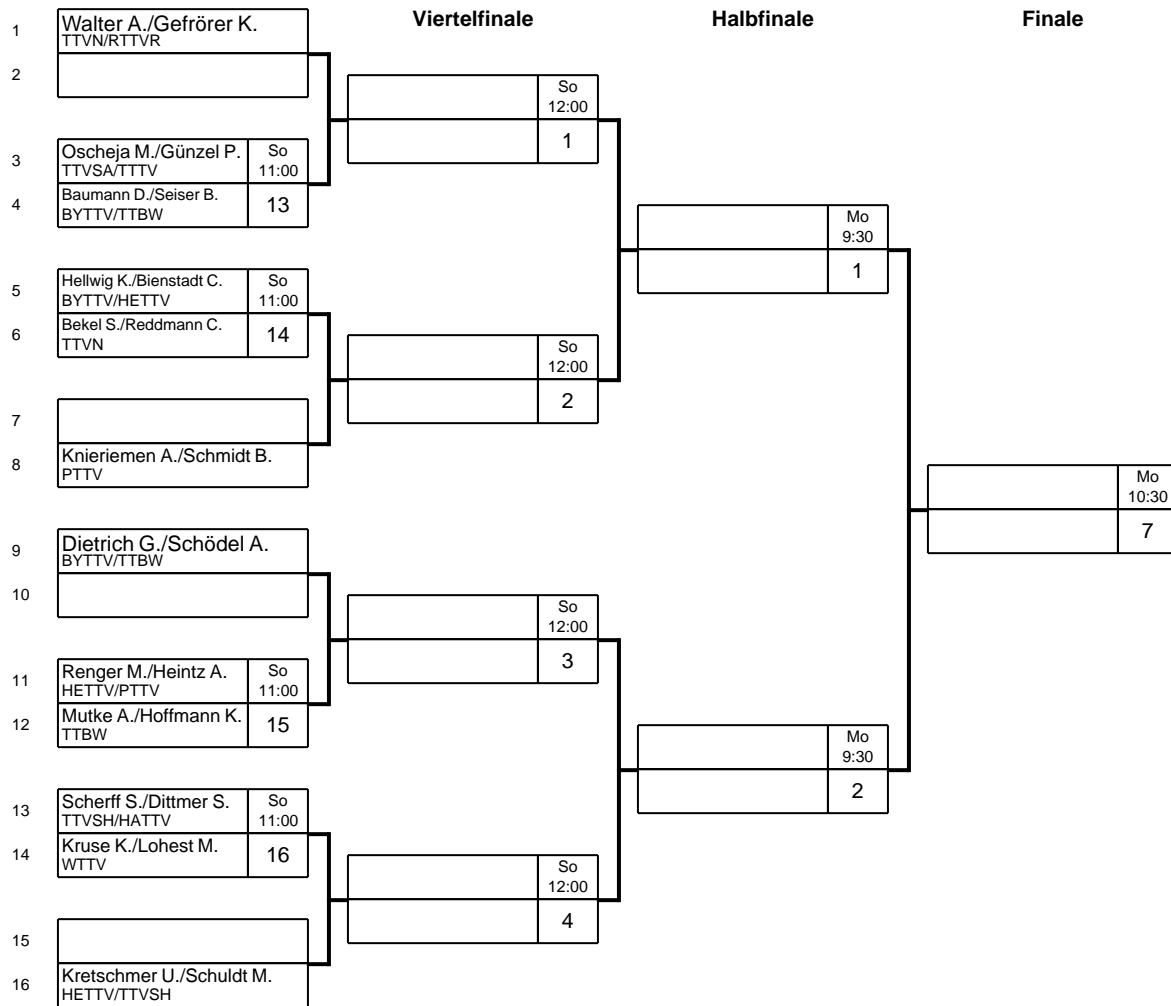 Viertelfinale Halbfinale Finale
1 Walter A./Gefrörer K.
TTVN/RTTVR
2
So
12:00
1
3 Oscheja M./Günzel P. So
TTVSA/TTTV 11:00
4 Baumann D./Seiser B. 13
BYTTV/TTBW
Mo
9:30
1
5 Hellwig K./Bienstadt C. So
BYTTV/HETTV 11:00
6 Bekel S./Reddmann C. 14
TTVN
So
12:00
2
7
8 Knieriemen A./Schmidt B.
PTTV
Mo
10:30
7
9 Dietrich G./Schödel A.
BYTTV/TTBW
10
So
12:00
3
11 Renger M./Heintz A. So
HETTV/PTTV 11:00
12 Mutke A./Hoffmann K. 15
TTBW
Mo
9:30
2
13 Scherff S./Dittmer S. So
TTVSH/HATTV 11:00
14 Kruse K./Lohest M. 16
WTTV
So
12:00
4
15
16 Kretschmer U./Schuldt M.
HETTV/TTVSH